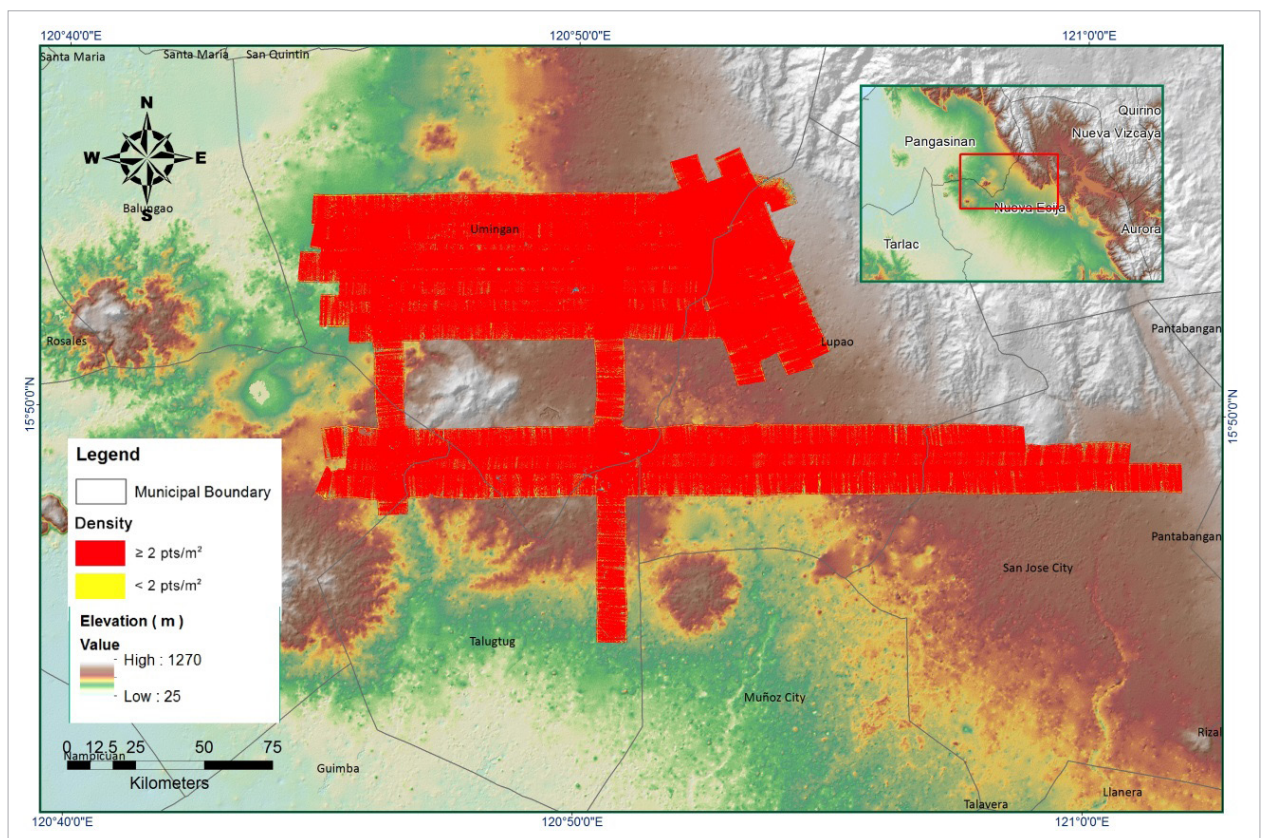 120°40'0"E 120°50'0"E 121°0'0"E
Santa Maria Santa Maria San Quintin
N
W E
S
Balungao
Umingan
Rosales
Lupao
Pantabangan
Quirino
Nueva Vizcaya
Pangasinan
Nueva Ecija
Aurora
Tarlac
15°50'0"N 15°50'0"N
Legend
Municipal Boundary
Density
≥ 2 pts/m²
< 2 pts/m²
Elevation ( m )
Value
High : 1270
Low : 25
0 12.5 25 50 75
Kilometers
Nampicuan
Pantabangan
San Jose City
Talugtug
Muñoz City
Rizal
Guimba
Llanera
Talavera
120°40'0"E 120°50'0"E 121°0'0"E